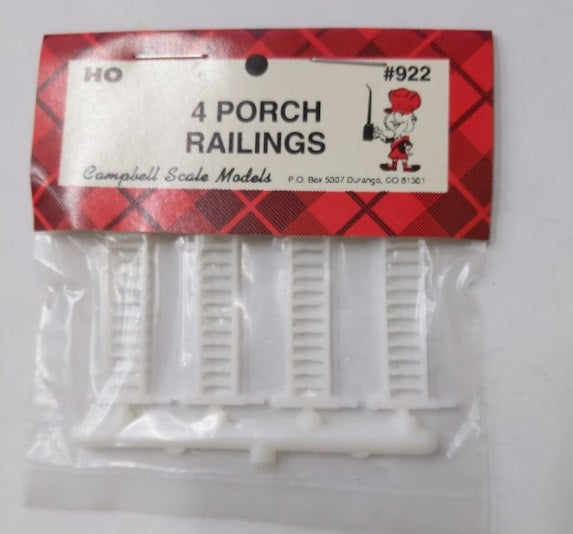 HO
#922
4 PORCH
RAILINGS
Campbell Scale Models
P.O. Box 5307 Durango, CO 81301